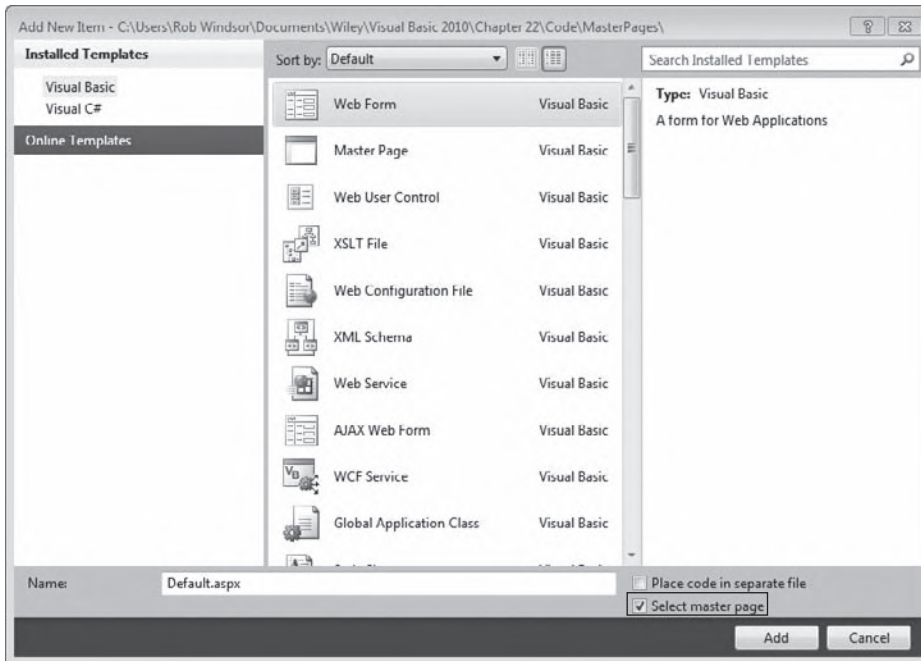 Add New Item - C:\Users\Rob Windsor\Documents\Wiley\Visual Basic 2010\Chapter 22\Code\MasterPages\
Installed Templates
Visual Basic
Visual C#
Online Templates
Sort by: Default
Search Installed Templates
Web Form Visual Basic
Master Page Visual Basic
Web User Control Visual Basic
XSLT File Visual Basic
Web Configuration File Visual Basic
XML Schema Visual Basic
Web Service Visual Basic
AJAX Web Form Visual Basic
WCF Service Visual Basic
Global Application Class Visual Basic
Type: Visual Basic
A form for Web Applications
Name: Default.aspx
Place code in separate file
Select master page
Add Cancel